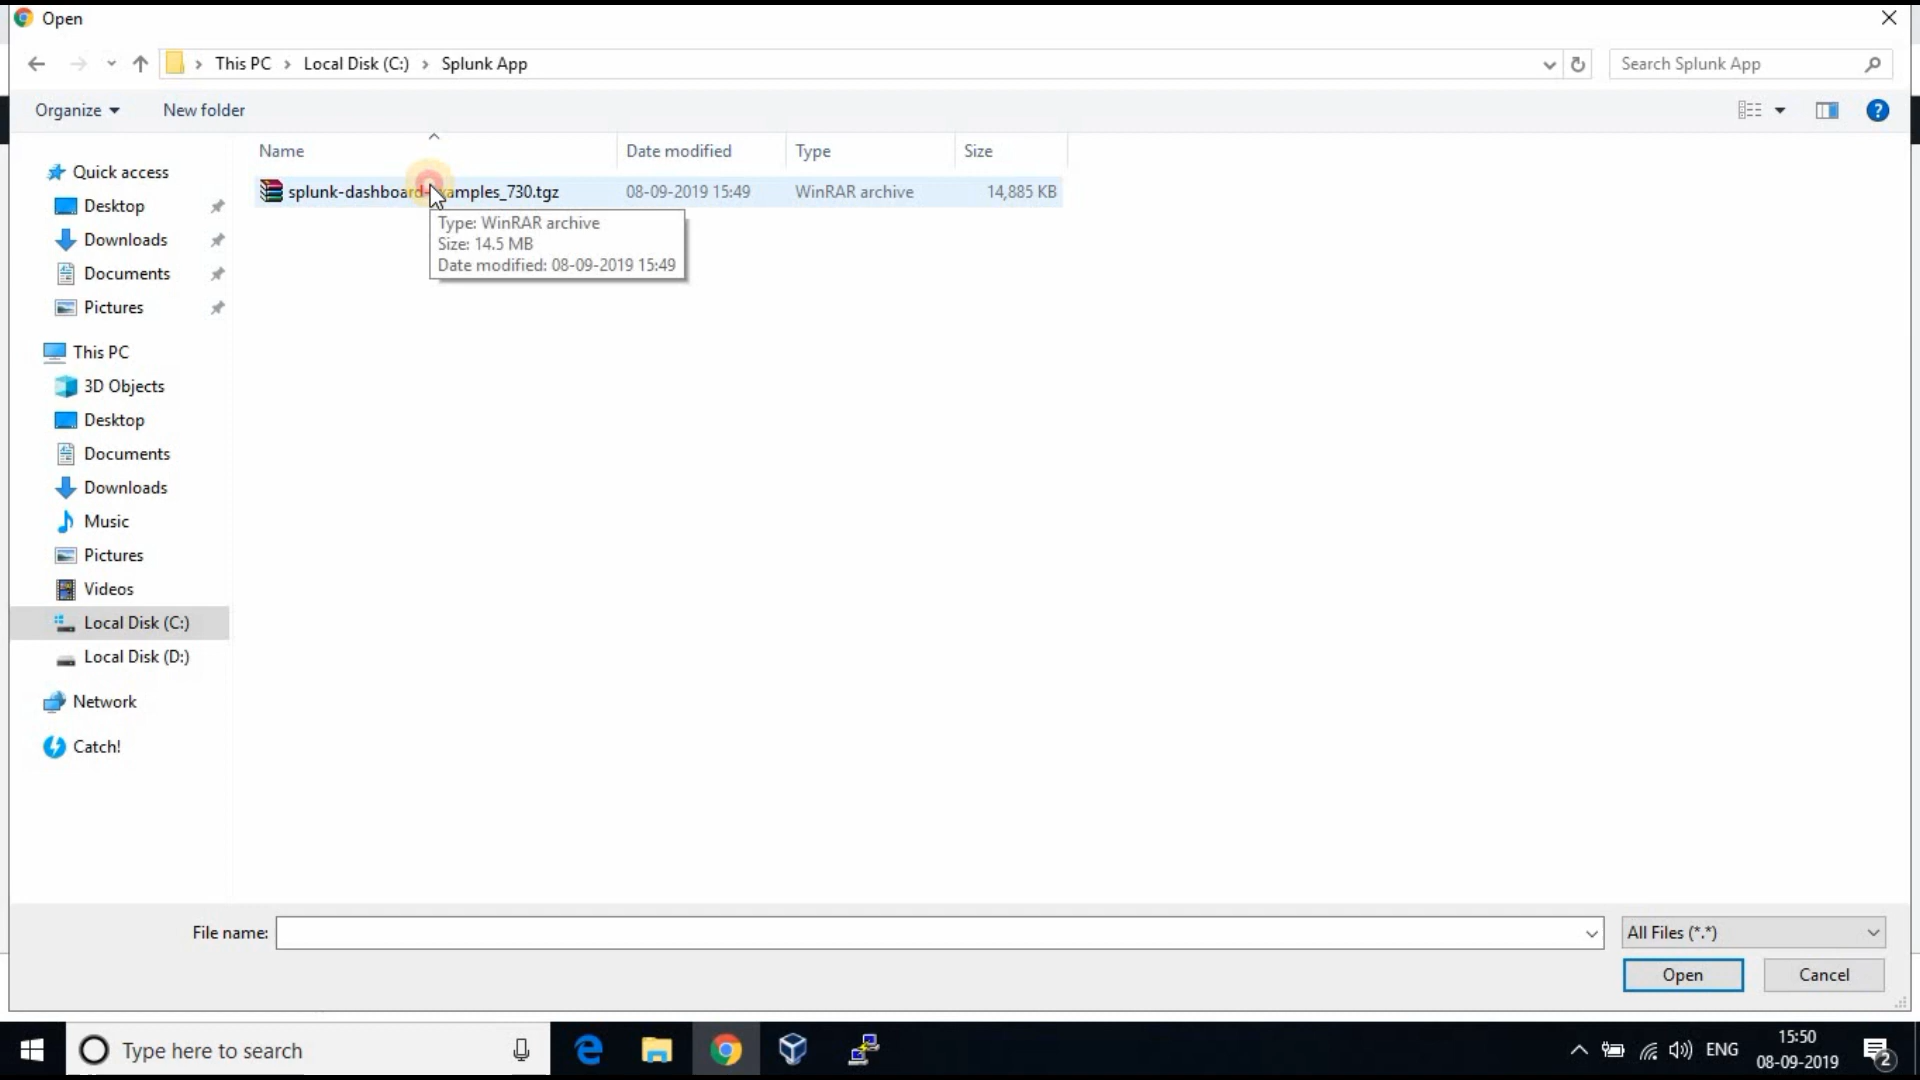 Open
This PC > Local Disk (C:) > Splunk App
Search Splunk App
Organize
New folder
Name
Date modified
Type
Size
splunk-dashboard-examples_730.tgz
08-09-2019 15:49
WinRAR archive
14,885 KB
Type: WinRAR archive
Size: 14.5 MB
Date modified: 08-09-2019 15:49
Quick access
Desktop
Downloads
Documents
Pictures
This PC
3D Objects
Desktop
Documents
Downloads
Music
Pictures
Videos
Local Disk (C:)
Local Disk (D:)
Network
Catch!
File name:
All Files (*.*)
Open
Cancel
Type here to search
ENG
15:50
08-09-2019
2